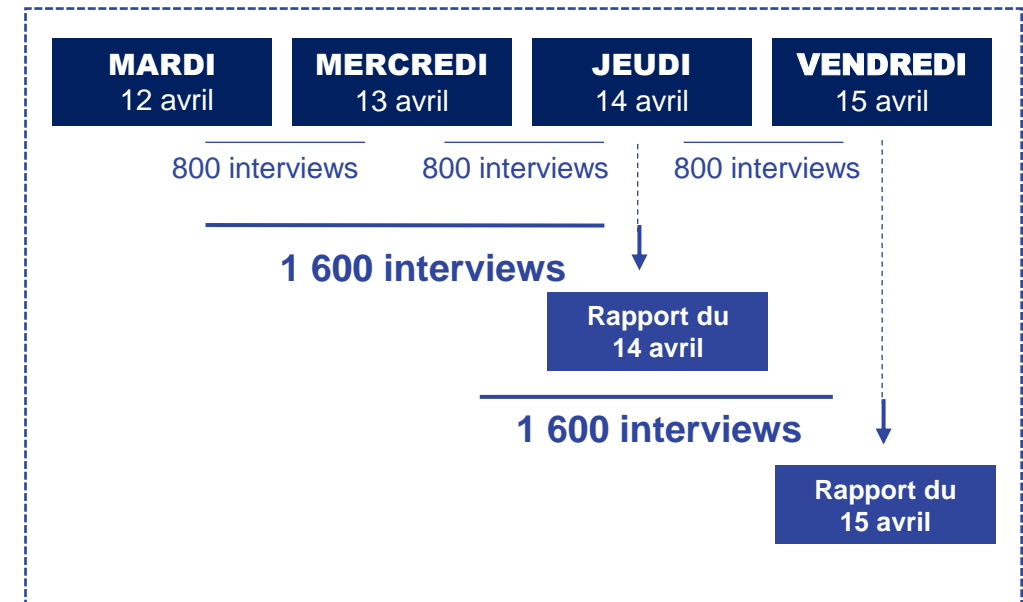 MARDI
12 avril
MERCREDI
13 avril
JEUDI
14 avril
VENDREDI
15 avril
800 interviews
800 interviews
800 interviews
1 600 interviews
Rapport du
14 avril
1 600 interviews
Rapport du
15 avril